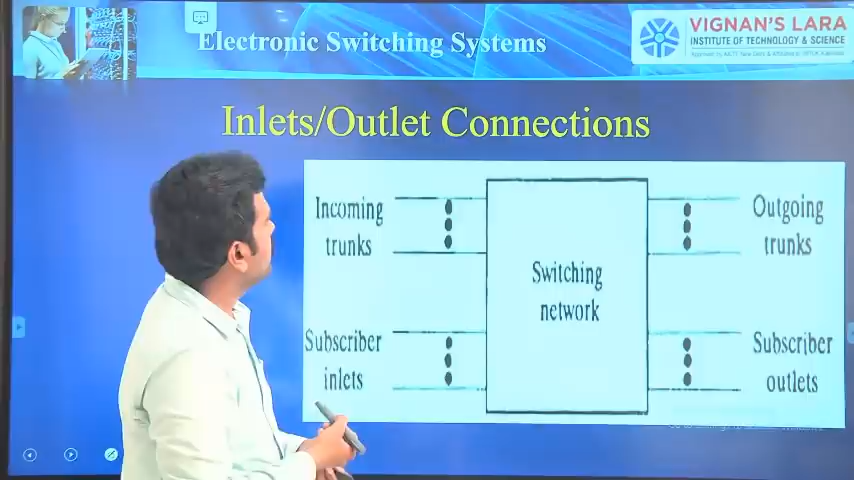 Electronic Switching Systems
VIGNAN'S LARA
INSTITUTE OF TECHNOLOGY & SCIENCE
Inlets/Outlet Connections
Incoming
trunks
Switching
network
Outgoing
trunks
Subscriber
inlets
Subscriber
outlets